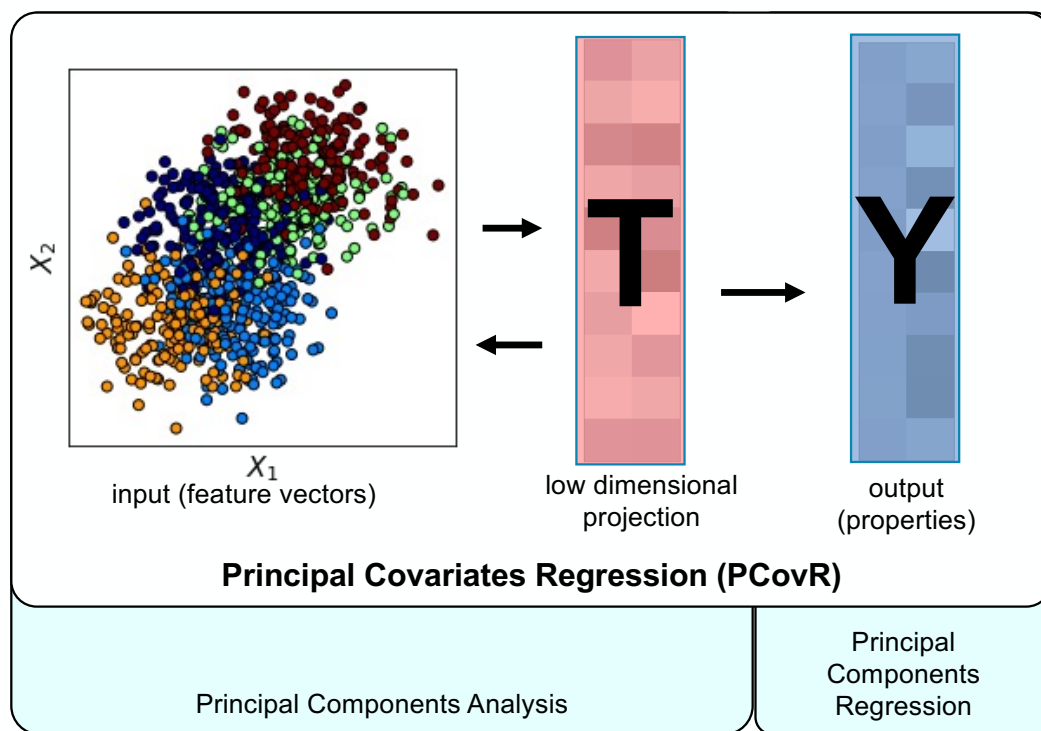 X₂
X₁
input (feature vectors)
T
low dimensional
projection
Y
output
(properties)
Principal Covariates Regression (PCovR)
Principal Components Analysis
Principal
Components
Regression